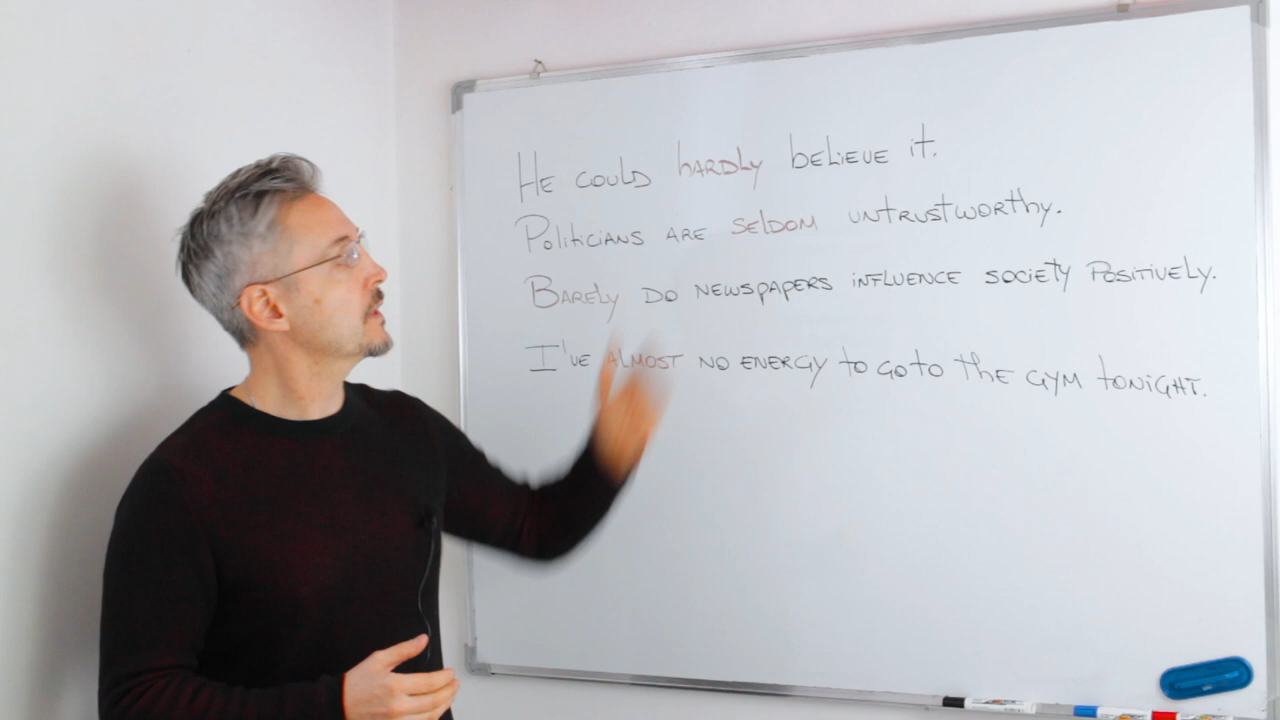 He could hardly believe it.
Politicians are seldom untrustworthy.
Barely do newspapers influence society positively.
I've almost no energy to go to the gym tonight.